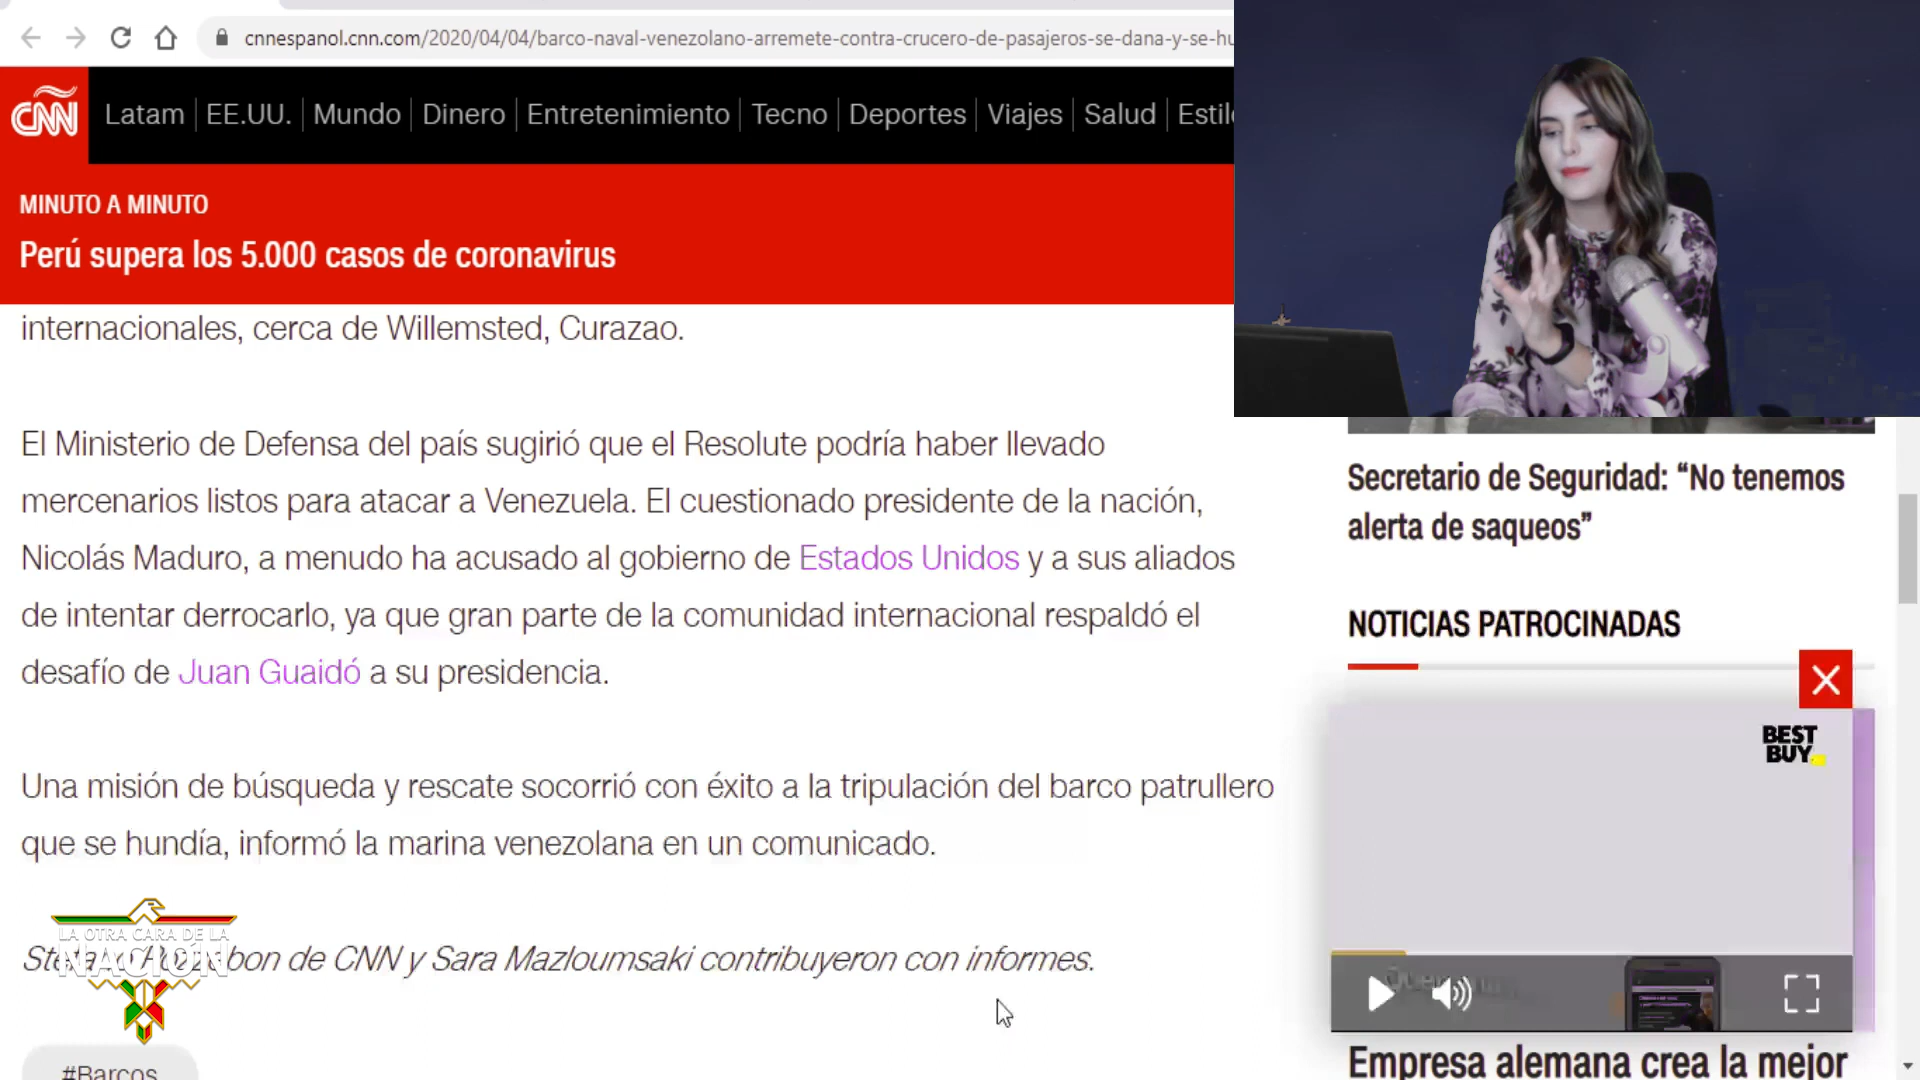 cnnespanol.cnn.com/2020/04/04/barco-naval-venezolano-arremete-contra-crucero-de-pasajeros-se-dana-y-se-hu
CNN
Latam | EE.UU. | Mundo | Dinero | Entretenimiento | Tecno | Deportes | Viajes | Salud | Estilo
MINUTO A MINUTO
Perú supera los 5.000 casos de coronavirus
internacionales, cerca de Willemsted, Curazao.
El Ministerio de Defensa del país sugirió que el Resolute podría haber llevado
mercenarios listos para atacar a Venezuela. El cuestionado presidente de la nación,
Nicolás Maduro, a menudo ha acusado al gobierno de Estados Unidos y a sus aliados
de intentar derrocarlo, ya que gran parte de la comunidad internacional respaldó el
desafío de Juan Guaidó a su presidencia.
Una misión de búsqueda y rescate socorrió con éxito a la tripulación del barco patrullero
que se hundía, informó la marina venezolana en un comunicado.
de CNN y Sara Mazloumsaki contribuyeron con informes.
LA OTRA CARA DE LA
NACIÓN
#Barcos
Secretario de Seguridad: “No tenemos
alerta de saqueos”
NOTICIAS PATROCINADAS
BEST
BUY
Empresa alemana crea la mejor